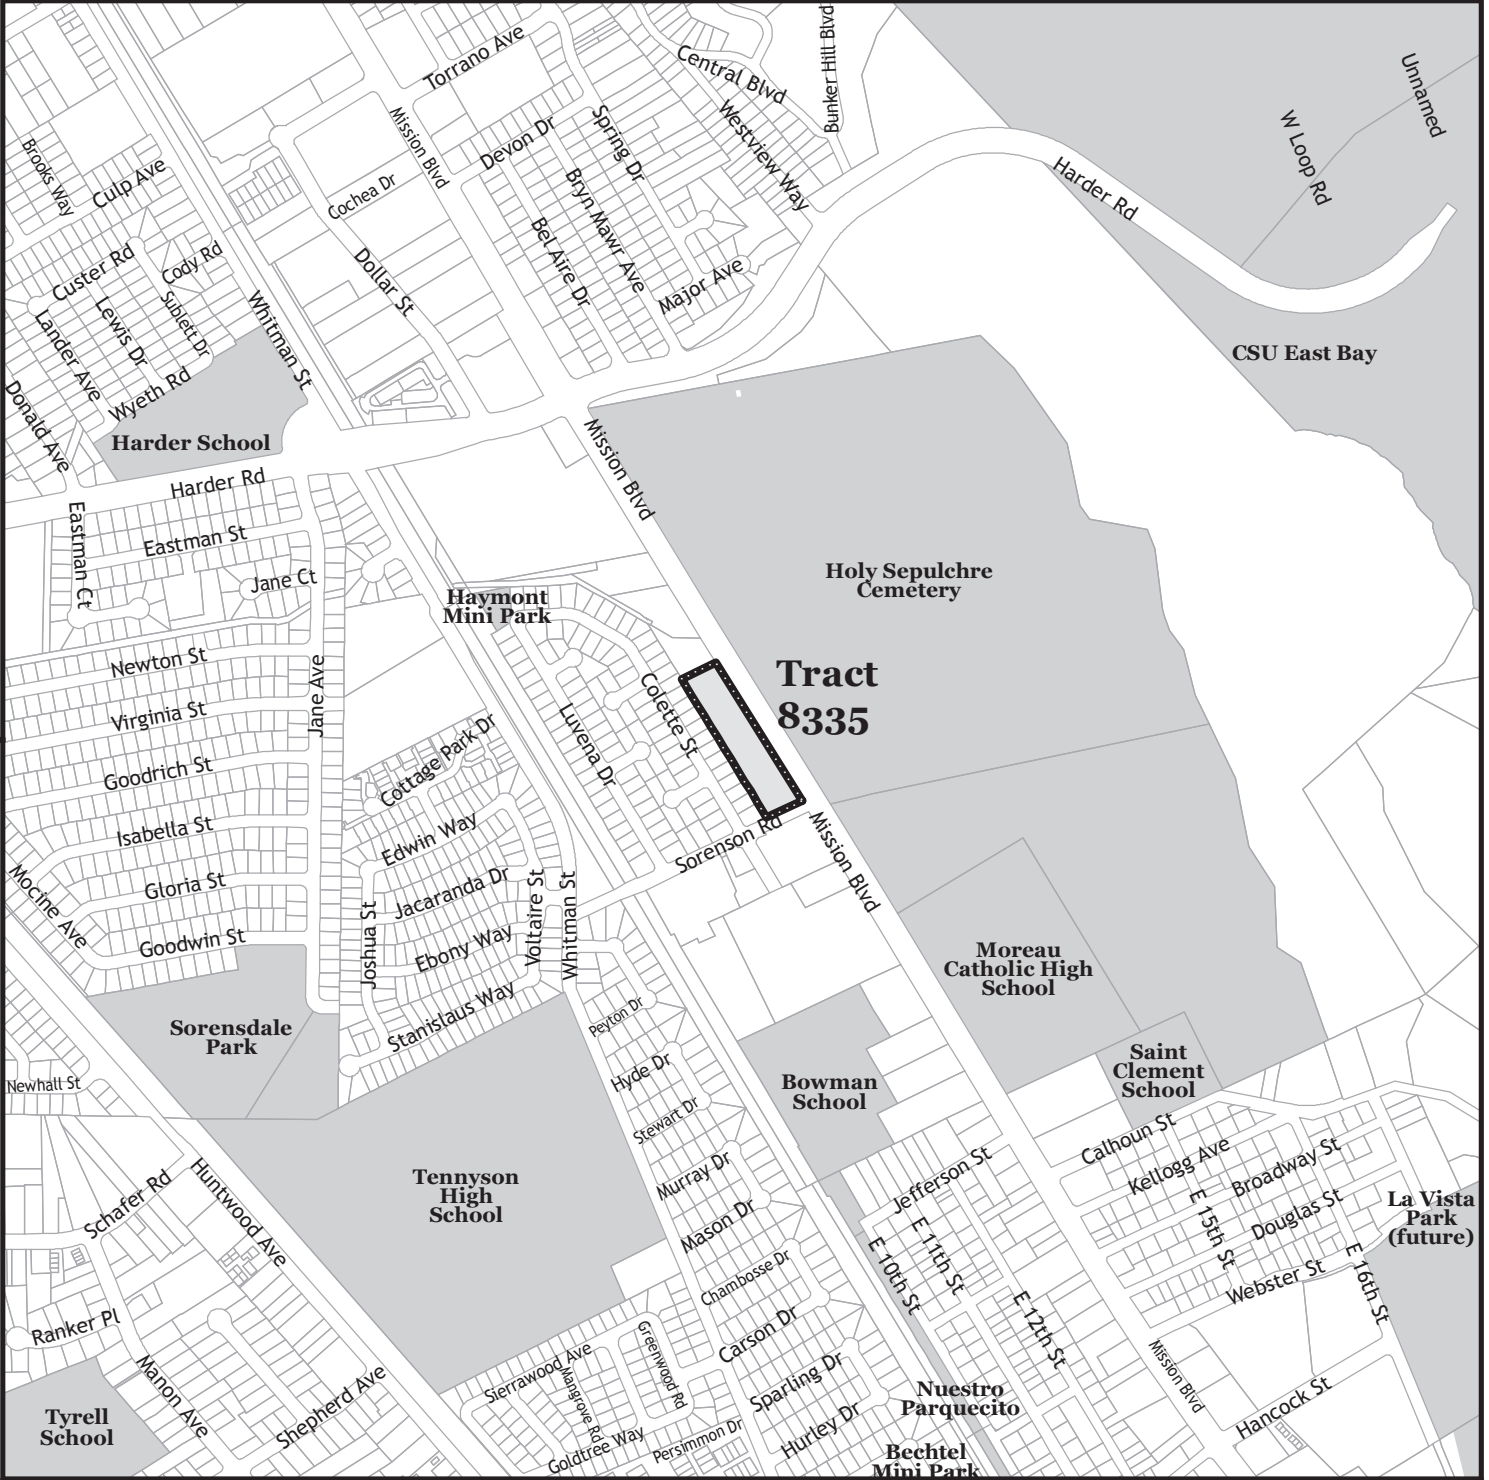 Torrano Ave
Central Blvd
Bunker Hill Blvd
Unnamed
Mission Blvd
Devon Dr
Spring Dr
Westview Way
W Loop Rd
Brooks Way
Culp Ave
Cochea Dr
Bryn Mawr Ave
Harder Rd
Custer Rd
Cody Rd
Dollar St
Bel Aire Dr
Major Ave
Lander Ave
Lewis Dr
Sublett Dr
Whitman St
CSU East Bay
Donald Ave
Wyeth Rd
Harder School
Mission Blvd
Harder Rd
Eastman Ct
Eastman St
Jane Ct
Haymont
Mini Park
Holy Sepulchre
Cemetery
Newton St
Jane Ave
Colette St
Tract
8335
Virginia St
Luvena Dr
Goodrich St
Cottage Park Dr
Isabella St
Edwin Way
Sorenson Rd
Mission Blvd
Mocine Ave
Gloria St
Jacaranda Dr
Voltaire St
Whitman St
Joshua St
Goodwin St
Ebony Way
Moreau
Catholic High
School
Stanislaus Way
Peyton Dr
Sorensdale
Park
Hyde Dr
Saint
Clement
School
Newhall St
Bowman
School
Stewart Dr
Calhoun St
Kellogg Ave
Broadway St
Tennyson
High
School
Murray Dr
Jefferson St
Schafer Rd
Huntwood Ave
Mason Dr
E 10th St
E 11th St
E 15th St
Douglas St
La Vista
Park
(future)
Chambosse Dr
E 12th St
Webster St
E 16th St
Ranker Pl
Carson Dr
Greenwood Rd
Sierrawood Ave
Mangrove Rd
Manon Ave
Shepherd Ave
Sparling Dr
Nuestro
Parquecito
Mission Blvd
Hancock St
Tyrell
School
Goldtree Way
Persimmon Dr
Hurley Dr
Bechtel
Mini Park